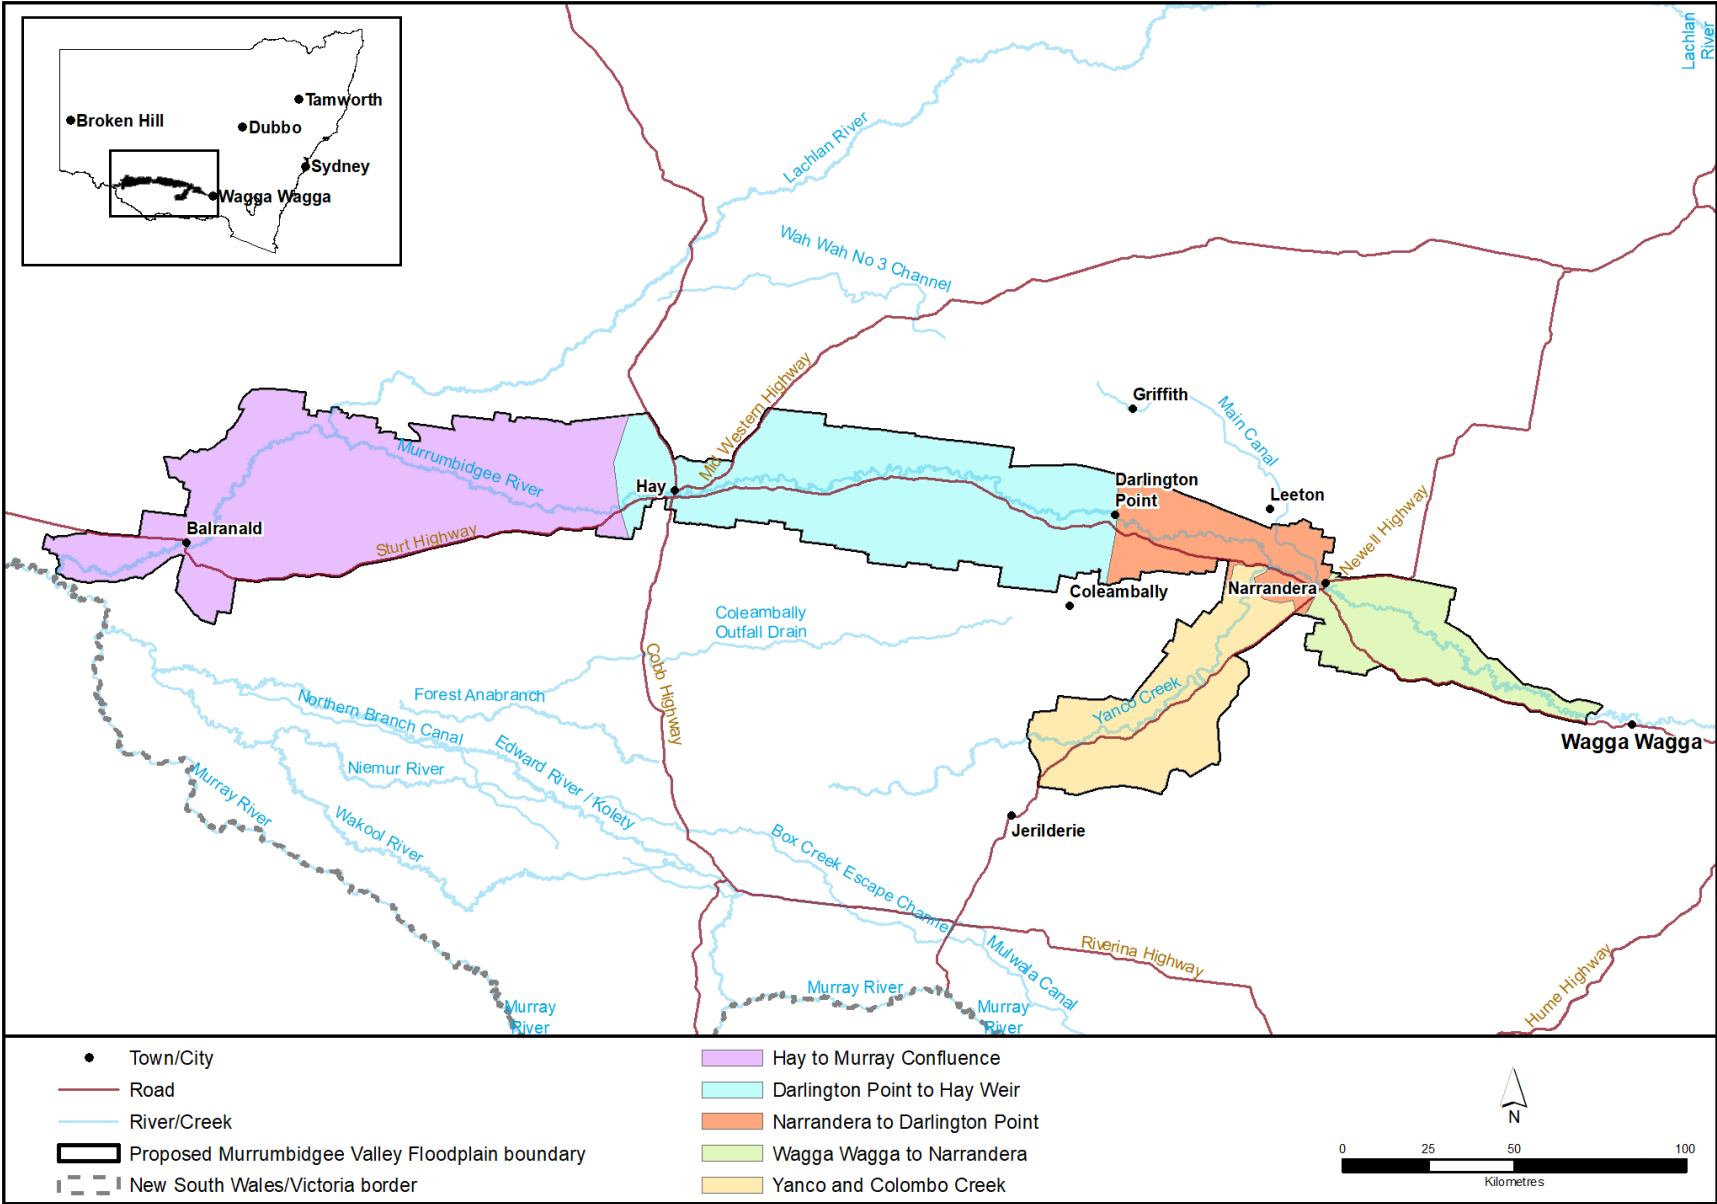 Tamworth
Broken Hill
Dubbo
Sydney
Wagga Wagga
Lachlan
River
Lachlan River
Wah Wah No 3 Channel
Mid Western Highway
Griffith
Main Canal
Murrumbidgee River
Hay
Darlington
Point
Leeton
Newell Highway
Balranald
Sturt Highway
Narrandera
Coleambally
Coleambally
Outfall Drain
Cobb Highway
Forest Anabranch
Northern Branch Canal
Yanco Creek
Edward River / Kolety
Wagga Wagga
Niemur River
Murray River
Wakool River
Jerilderie
Box Creek Escape Channel
Mulwala Canal
Riverina Highway
Hume Highway
Murray River
Murray
River
Murray
River
Town/City
Road
River/Creek
Proposed Murrumbidgee Valley Floodplain boundary
New South Wales/Victoria border
Hay to Murray Confluence
Darlington Point to Hay Weir
Narrandera to Darlington Point
Wagga Wagga to Narrandera
Yanco and Colombo Creek
N
0 25 50 100
Kilometres